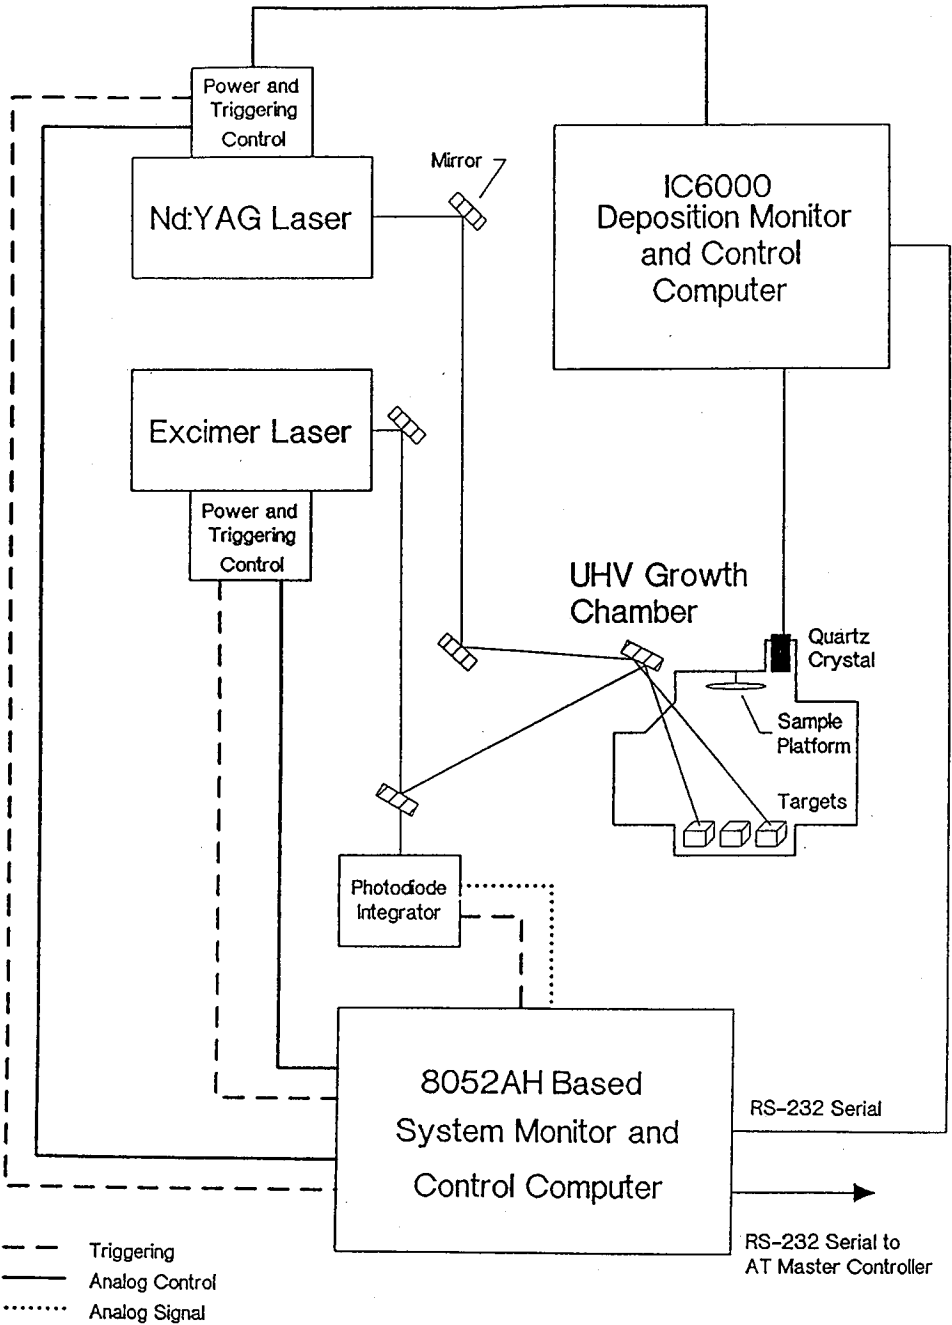 Power and
Triggering
Control
Nd:YAG Laser
Mirror
IC6000
Deposition Monitor
and Control
Computer
Excimer Laser
Power and
Triggering
Control
UHV Growth
Chamber
Quartz
Crystal
Sample
Platform
Targets
Photodiode
Integrator
8052AH Based
System Monitor and
Control Computer
RS-232 Serial
RS-232 Serial to
AT Master Controller
Triggering
Analog Control
Analog Signal